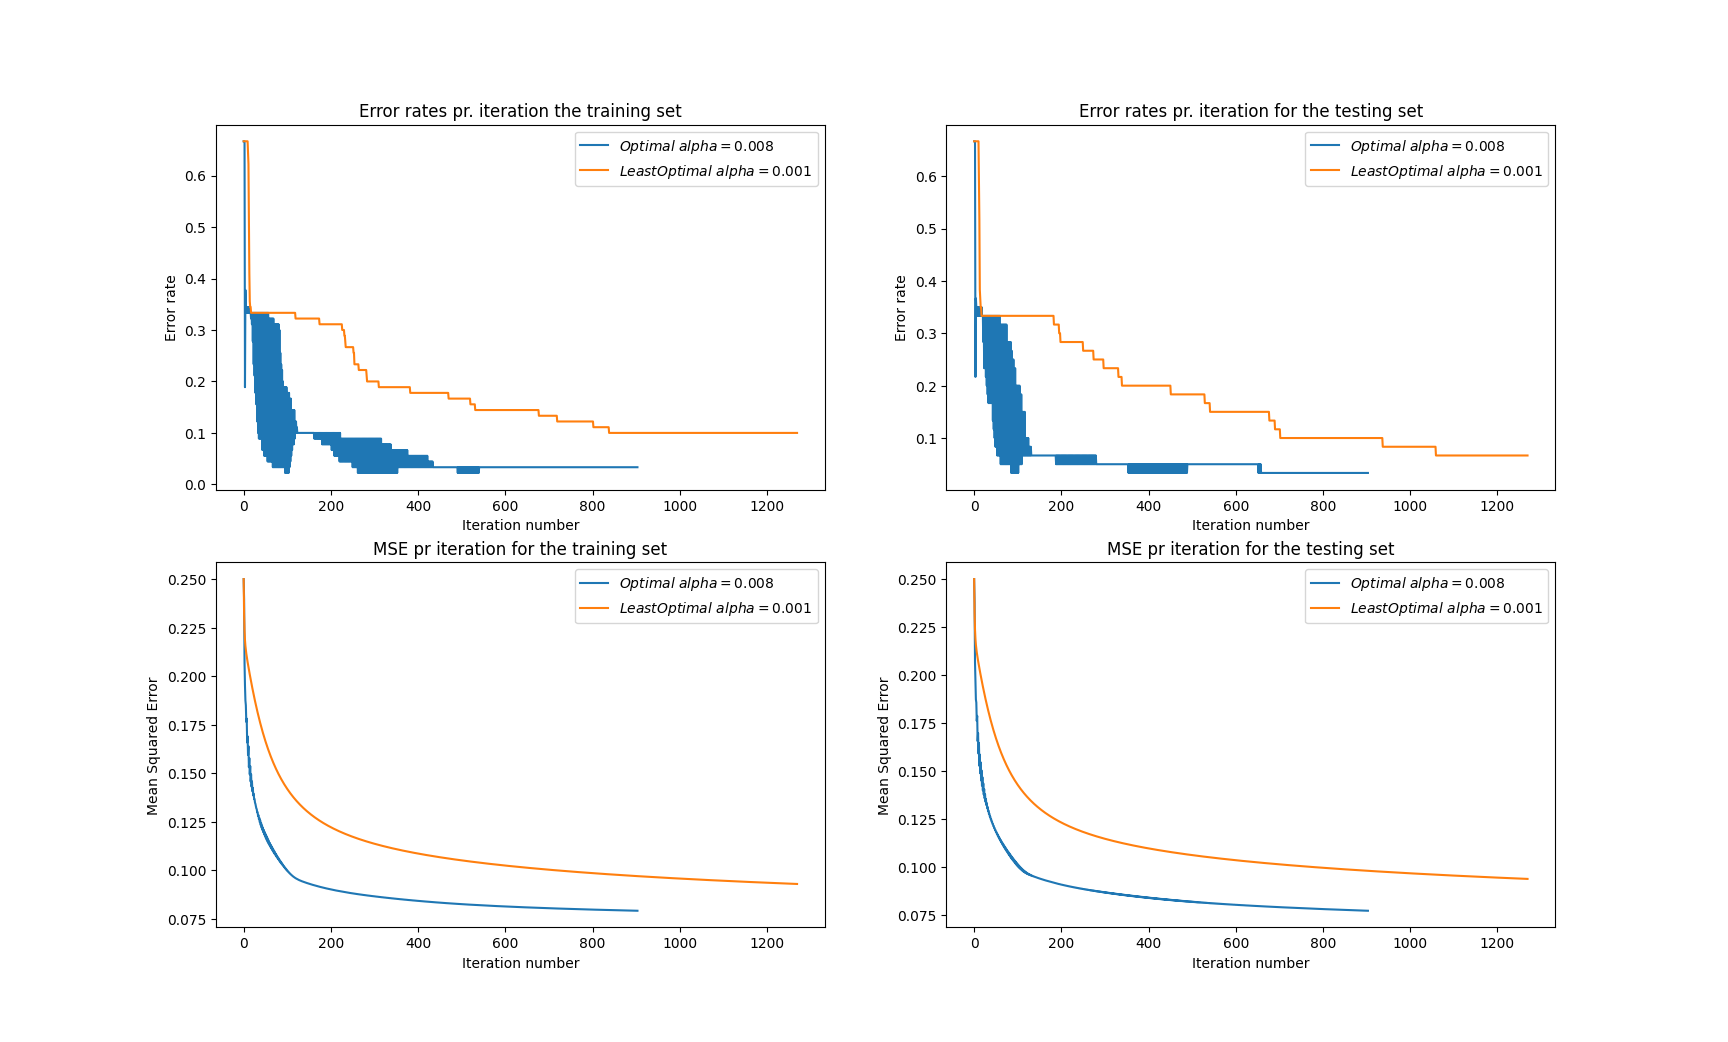 Error rates pr. iteration the training set
Optimal alpha = 0.008
LeastOptimal alpha = 0.001
0.6
0.5
0.4
0.3
0.2
0.1
0.0
Error rate
0 200 400 600 800 1000 1200
Iteration number
Error rates pr. iteration for the testing set
Optimal alpha = 0.008
LeastOptimal alpha = 0.001
0.6
0.5
0.4
0.3
0.2
0.1
Error rate
0 200 400 600 800 1000 1200
Iteration number
MSE pr iteration for the training set
Optimal alpha = 0.008
LeastOptimal alpha = 0.001
0.250
0.225
0.200
0.175
0.150
0.125
0.100
0.075
Mean Squared Error
0 200 400 600 800 1000 1200
Iteration number
MSE pr iteration for the testing set
Optimal alpha = 0.008
LeastOptimal alpha = 0.001
0.250
0.225
0.200
0.175
0.150
0.125
0.100
0.075
Mean Squared Error
0 200 400 600 800 1000 1200
Iteration number